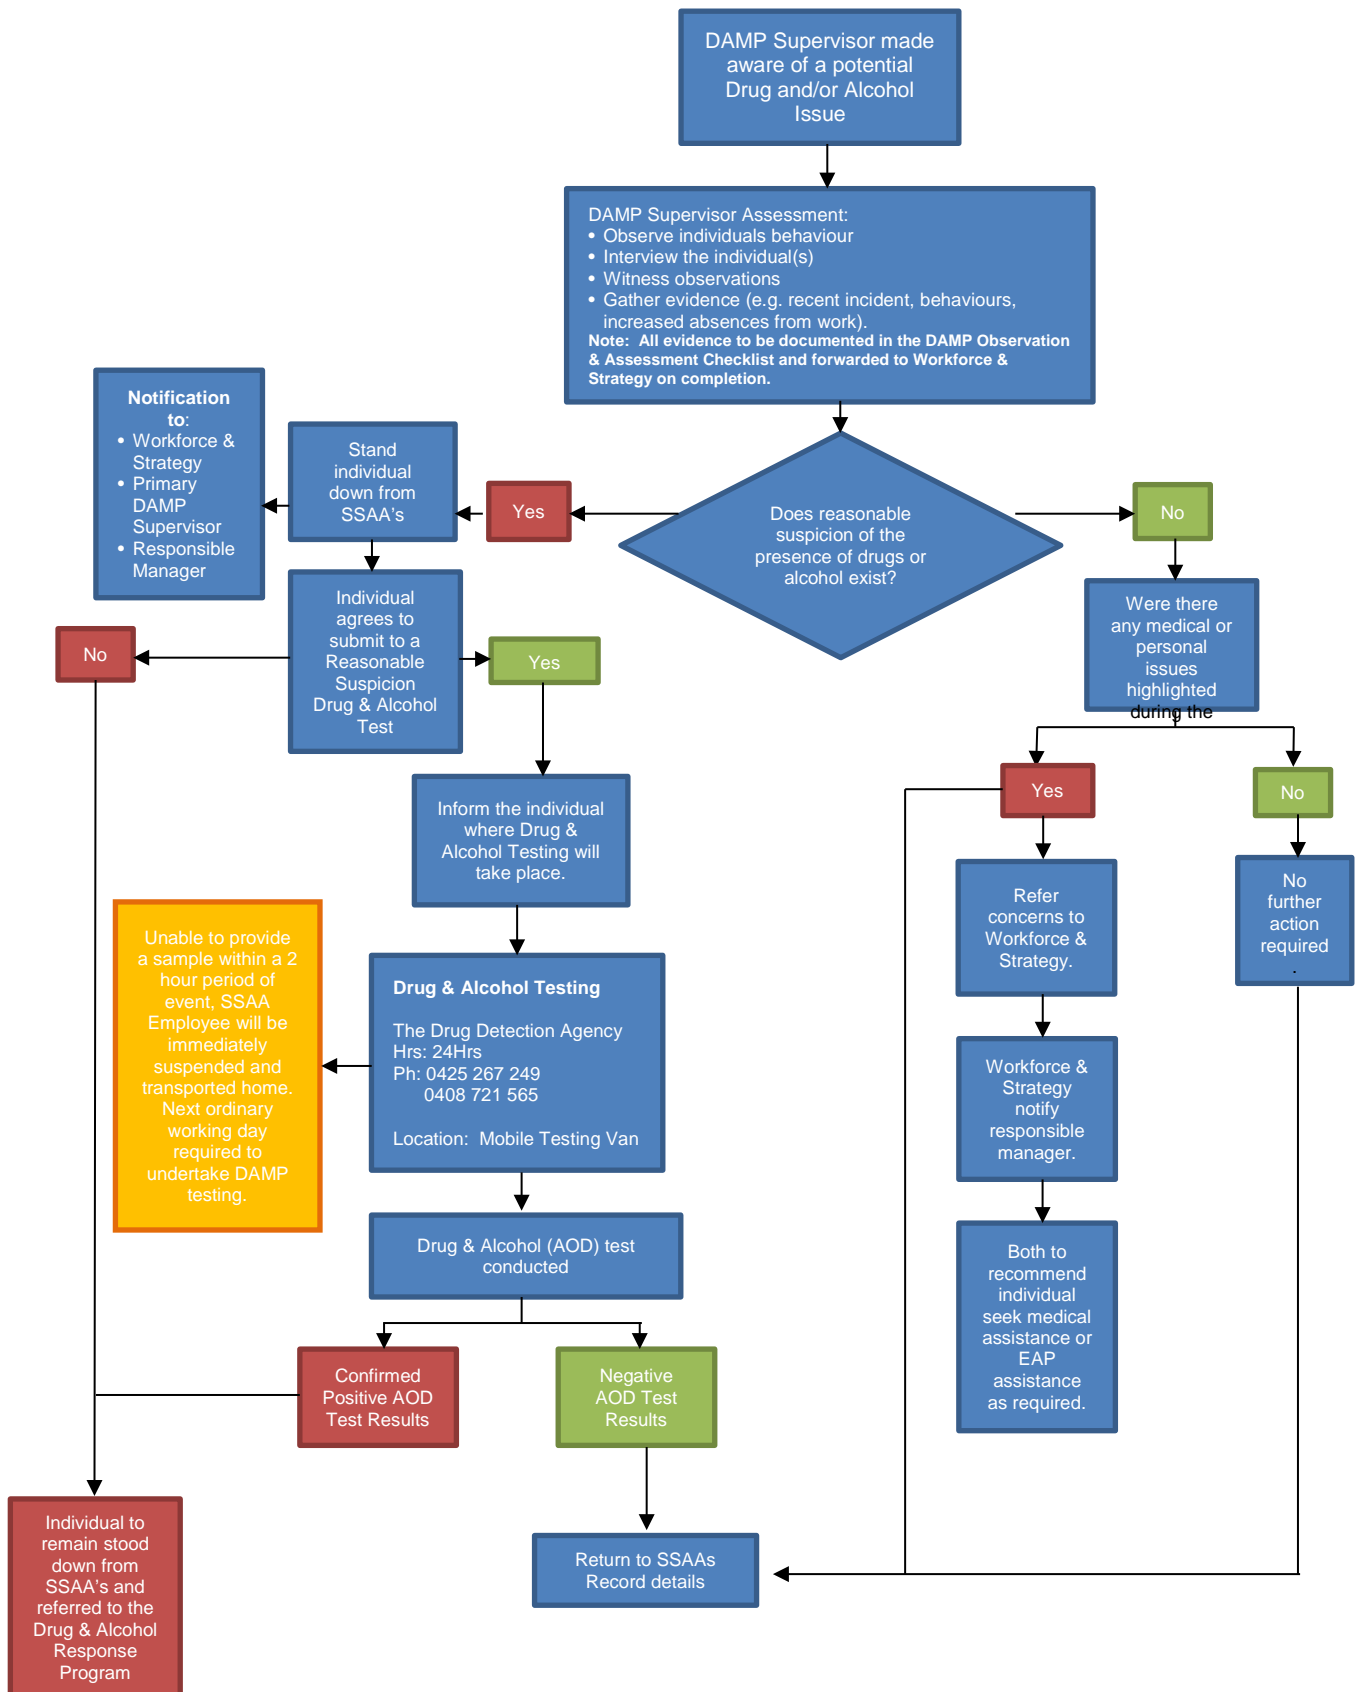 DAMP Supervisor made
aware of a potential
Drug and/or Alcohol
Issue
DAMP Supervisor Assessment:
• Observe individuals behaviour
• Interview the individual(s)
• Witness observations
• Gather evidence (e.g. recent incident, behaviours,
increased absences from work).
Note: All evidence to be documented in the DAMP Observation
& Assessment Checklist and forwarded to Workforce &
Strategy on completion.
Notification
to:
• Workforce &
Strategy
• Primary
DAMP
Supervisor
• Responsible
Manager
Stand
individual
down from
SSAA's
Yes
Does reasonable
suspicion of the
presence of drugs or
alcohol exist?
No
Individual
agrees to
submit to a
Reasonable
Suspicion
Drug & Alcohol
Test
No
Yes
Were there
any medical or
personal
issues
highlighted
during the
Yes
No
Inform the individual
where Drug &
Alcohol Testing will
take place.
Refer
concerns to
Workforce &
Strategy.
No
further
action
required
.
Unable to provide
a sample within a 2
hour period of
event, SSAA
Employee will be
immediately
suspended and
transported home.
Next ordinary
working day
required to
undertake DAMP
testing.
Drug & Alcohol Testing
The Drug Detection Agency
Hrs: 24Hrs
Ph: 0425 267 249
0408 721 565
Location: Mobile Testing Van
Workforce &
Strategy
notify
responsible
manager.
Drug & Alcohol (AOD) test
conducted
Both to
recommend
individual
seek medical
assistance or
EAP
assistance
as required.
Confirmed
Positive AOD
Test Results
Negative
AOD Test
Results
Individual to
remain stood
down from
SSAA's and
referred to the
Drug & Alcohol
Response
Program
Return to SSAAs
Record details